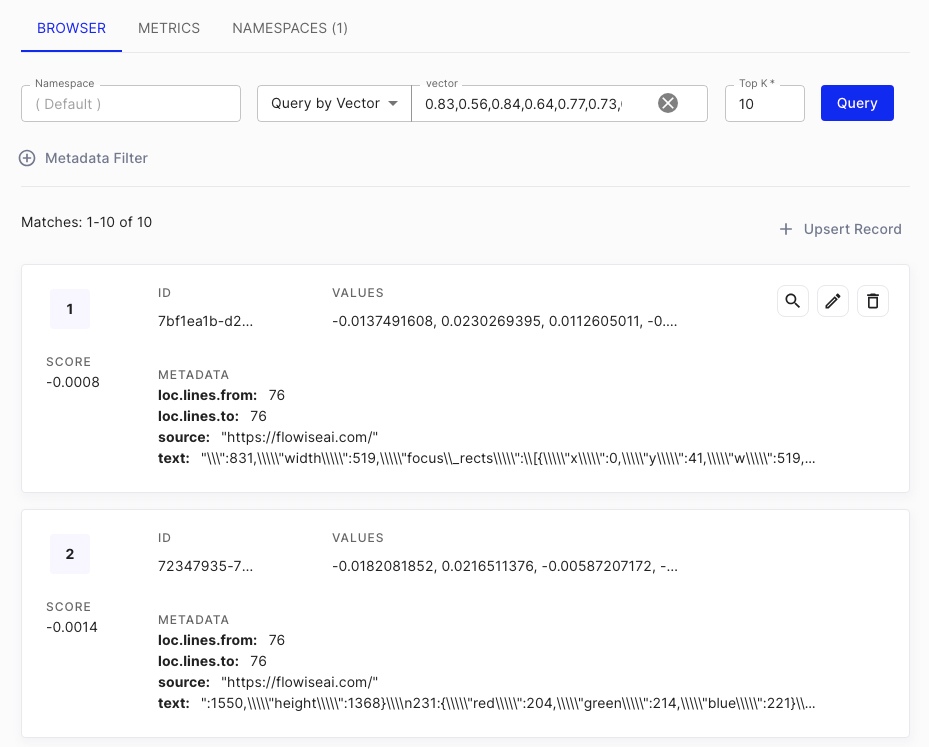 BROWSER METRICS NAMESPACES (1)
Namespace vector Top K *
( Default ) Query by Vector 0.83,0.56,0.84,0.64,0.77,0.73, 10 Query
Metadata Filter
Matches: 1-10 of 10
Upsert Record
1 ID VALUES
7bf1ea1b-d2... -0.0137491608, 0.0230269395, 0.0112605011, -0....
SCORE
-0.0008
METADATA
loc.lines.from: 76
loc.lines.to: 76
source: "https://flowiseai.com/"
text: "\\\":831,\\\\\"width\\\\\":519,\\\\\"focus\\_rects\\\\\":\\[{\\\\\"x\\\\\":0,\\\\\"y\\\\\":41,\\\\\"w\\\\\":519,...
2 ID VALUES
72347935-7... -0.0182081852, 0.0216511376, -0.00587207172, -...
SCORE
-0.0014
METADATA
loc.lines.from: 76
loc.lines.to: 76
source: "https://flowiseai.com/"
text: ":1550,\\\\\"height\\\\\":1368}\\\\n231:{\\\\\"red\\\\\":204,\\\\\"green\\\\\":214,\\\\\"blue\\\\\":221}\\...